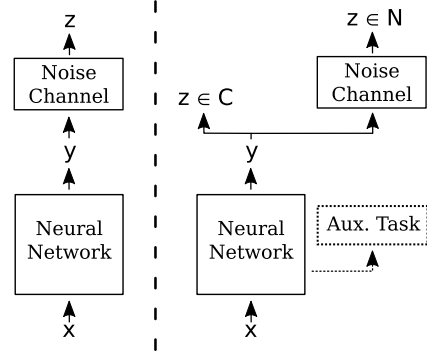 z
Noise
Channel
y
Neural
Network
x
z ∈ N
Noise
Channel
z ∈ C
y
Neural
Network
Aux. Task
x